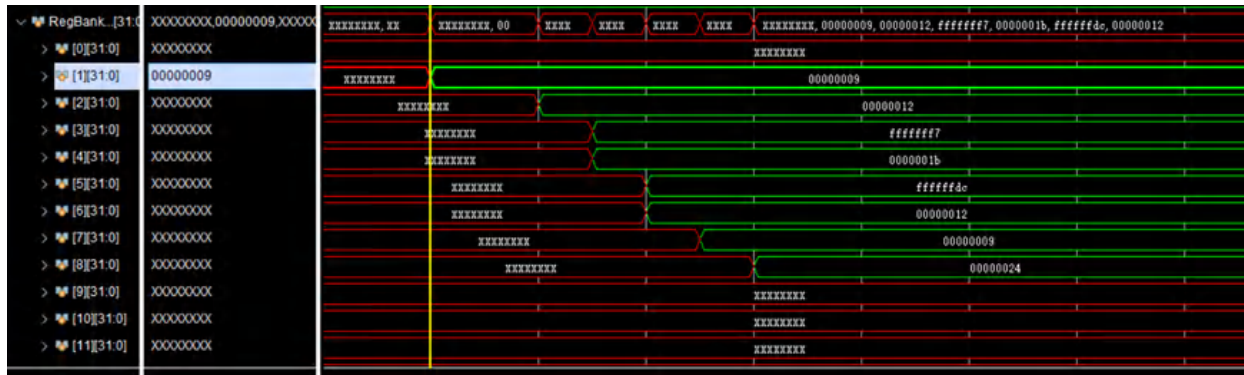 RegBank...[31:0 XXXXXXXX,00000009,XXXXX XXXXXXXX, XX XXXXXXXX, 00 XXXX XXXX XXXX XXXX XXXXXXXX, 00000009, 00000012, fffffff7, 0000001b, ffffffdc, 00000012
[0][31:0] XXXXXXXX XXXXXXXX
[1][31:0] 00000009 XXXXXXXX 00000009
[2][31:0] XXXXXXXX XXXXXXXX 00000012
[3][31:0] XXXXXXXX XXXXXXXX fffffff7
[4][31:0] XXXXXXXX XXXXXXXX 0000001b
[5][31:0] XXXXXXXX XXXXXXXX ffffffdc
[6][31:0] XXXXXXXX XXXXXXXX 00000012
[7][31:0] XXXXXXXX XXXXXXXX 00000009
[8][31:0] XXXXXXXX XXXXXXXX 00000024
[9][31:0] XXXXXXXX XXXXXXXX
[10][31:0] XXXXXXXX XXXXXXXX
[11][31:0] XXXXXXXX XXXXXXXX